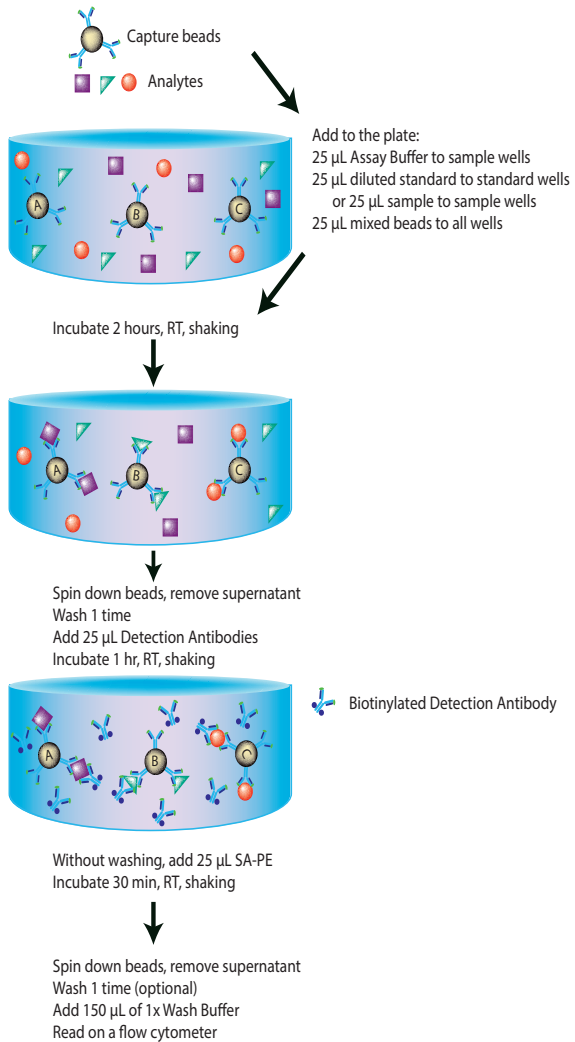 Capture beads
Analytes
Add to the plate:
25 µL Assay Buffer to sample wells
25 µL diluted standard to standard wells
or 25 µL sample to sample wells
25 µL mixed beads to all wells
A
B
C
Incubate 2 hours, RT, shaking
A
B
C
Spin down beads, remove supernatant
Wash 1 time
Add 25 µL Detection Antibodies
Incubate 1 hr, RT, shaking
Biotinylated Detection Antibody
A
B
C
Without washing, add 25 µL SA-PE
Incubate 30 min, RT, shaking
Spin down beads, remove supernatant
Wash 1 time (optional)
Add 150 µL of 1x Wash Buffer
Read on a flow cytometer